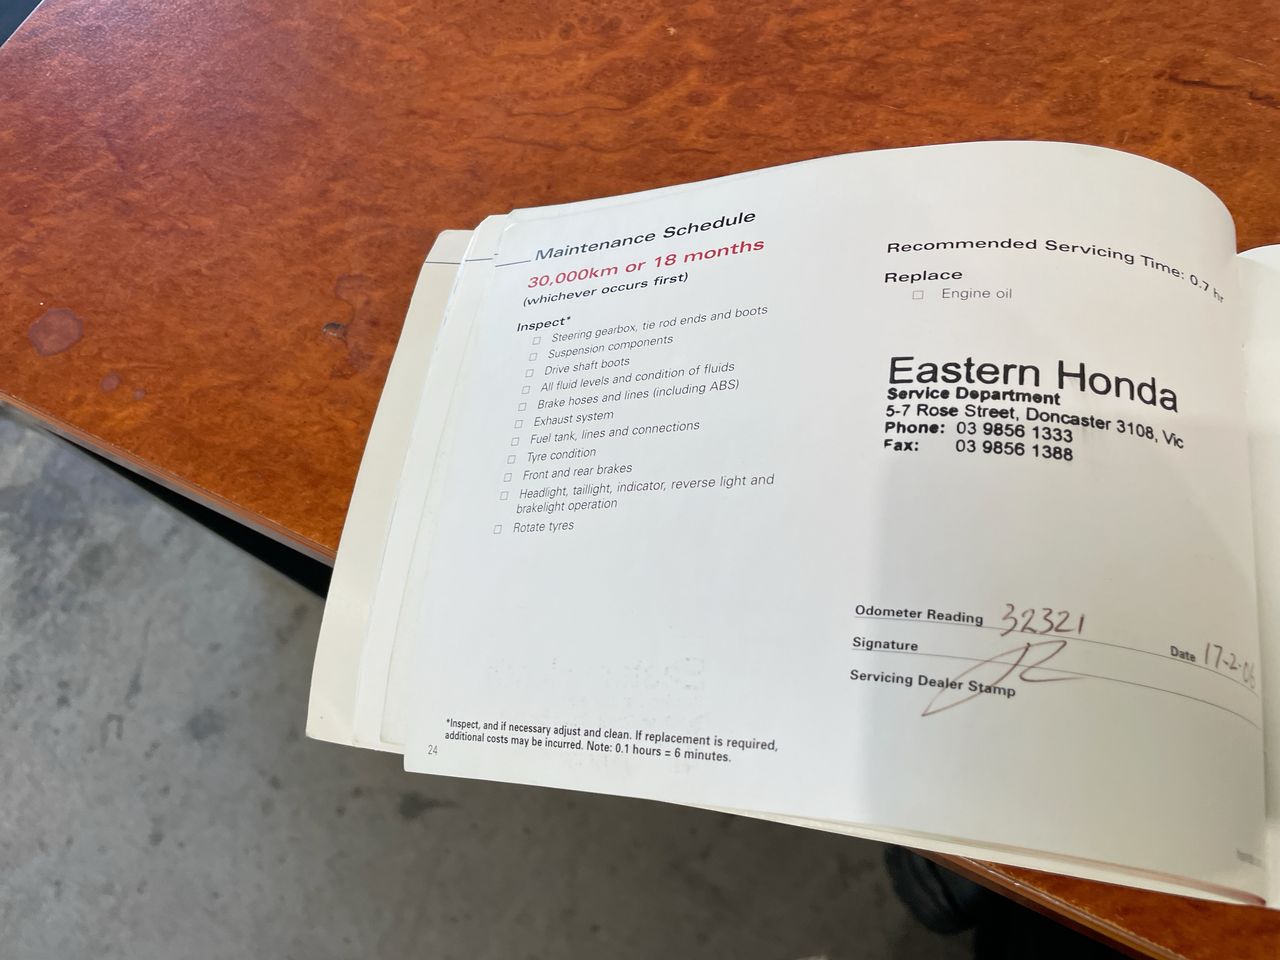 Maintenance Schedule
30,000km or 18 months
(whichever occurs first)
Inspect*
□ Steering gearbox, tie rod ends and boots
□ Suspension components
□ Drive shaft boots
□ All fluid levels and condition of fluids
□ Brake hoses and lines (including ABS)
□ Exhaust system
□ Fuel tank, lines and connections
□ Tyre condition
□ Front and rear brakes
□ Headlight, taillight, indicator, reverse light and
brakelight operation
□ Rotate tyres
*Inspect, and if necessary adjust and clean. If replacement is required,
additional costs may be incurred. Note: 0.1 hours = 6 minutes.
24
Recommended Servicing Time: 0.7 hr
Replace
□ Engine oil
Eastern Honda
Service Department
5-7 Rose Street, Doncaster 3108, Vic
Phone: 03 9856 1333
Fax: 03 9856 1388
Odometer Reading 32321
Signature
Date 17-2-06
Servicing Dealer Stamp